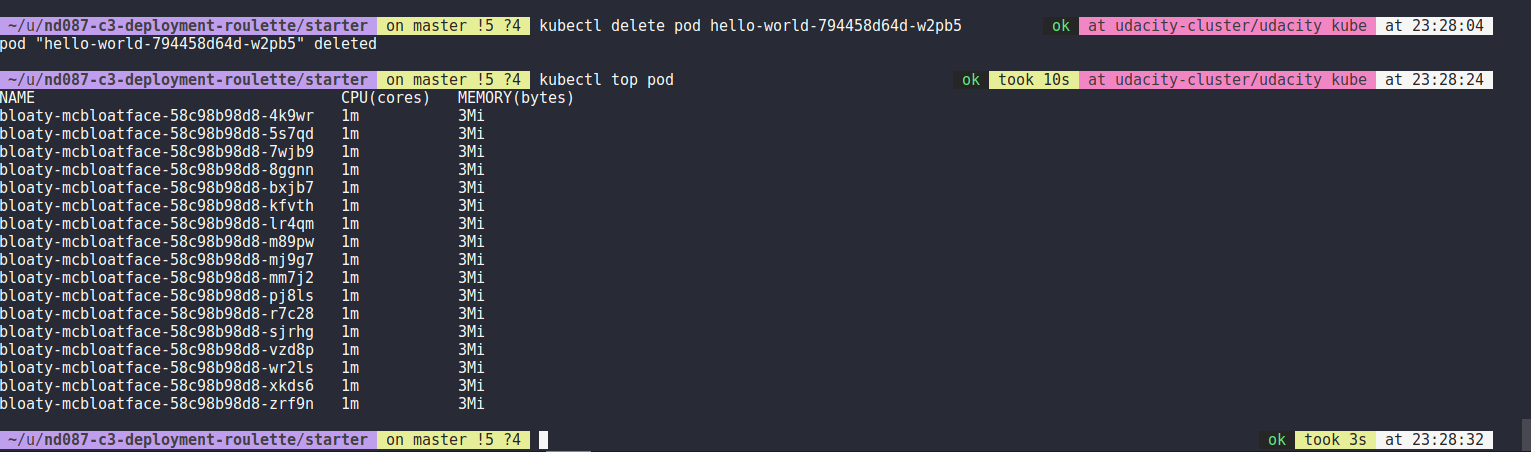 ~/u/nd087-c3-deployment-roulette/starter on master !5 ?4 kubectl delete pod hello-world-794458d64d-w2pb5 ok at udacity-cluster/udacity kube at 23:28:04
pod "hello-world-794458d64d-w2pb5" deleted
~/u/nd087-c3-deployment-roulette/starter on master !5 ?4 kubectl top pod ok took 10s at udacity-cluster/udacity kube at 23:28:24
NAME CPU(cores) MEMORY(bytes)
bloaty-mcbloatface-58c98b98d8-4k9wr 1m 3Mi
bloaty-mcbloatface-58c98b98d8-5s7qd 1m 3Mi
bloaty-mcbloatface-58c98b98d8-7wjb9 1m 3Mi
bloaty-mcbloatface-58c98b98d8-8ggnn 1m 3Mi
bloaty-mcbloatface-58c98b98d8-bxjb7 1m 3Mi
bloaty-mcbloatface-58c98b98d8-kfvth 1m 3Mi
bloaty-mcbloatface-58c98b98d8-lr4qm 1m 3Mi
bloaty-mcbloatface-58c98b98d8-m89pw 1m 3Mi
bloaty-mcbloatface-58c98b98d8-mj9g7 1m 3Mi
bloaty-mcbloatface-58c98b98d8-mm7j2 1m 3Mi
bloaty-mcbloatface-58c98b98d8-pj8ls 1m 3Mi
bloaty-mcbloatface-58c98b98d8-r7c28 1m 3Mi
bloaty-mcbloatface-58c98b98d8-sjrhg 1m 3Mi
bloaty-mcbloatface-58c98b98d8-vzd8p 1m 3Mi
bloaty-mcbloatface-58c98b98d8-wr2ls 1m 3Mi
bloaty-mcbloatface-58c98b98d8-xkds6 1m 3Mi
bloaty-mcbloatface-58c98b98d8-zrf9n 1m 3Mi
~/u/nd087-c3-deployment-roulette/starter on master !5 ?4 ok took 3s at 23:28:32